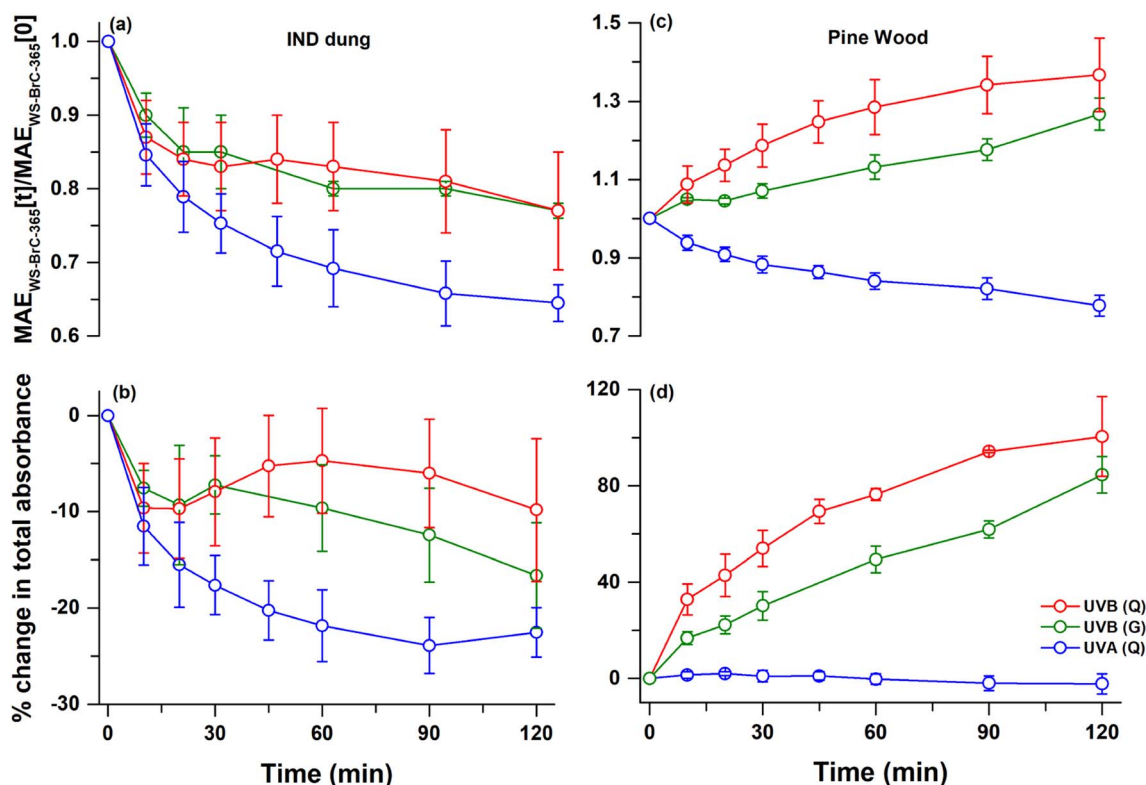 (a)
IND dung
MAE_WS-BrC-365[t]/MAE_WS-BrC-365[0]
1.0
0.9
0.8
0.7
0.6
(c)
Pine Wood
1.5
1.3
1.1
0.9
0.7
(b)
% change in total absorbance
0
-10
-20
-30
0 30 60 90 120
Time (min)
(d)
120
80
40
0
UVB (Q)
UVB (G)
UVA (Q)
0 30 60 90 120
Time (min)